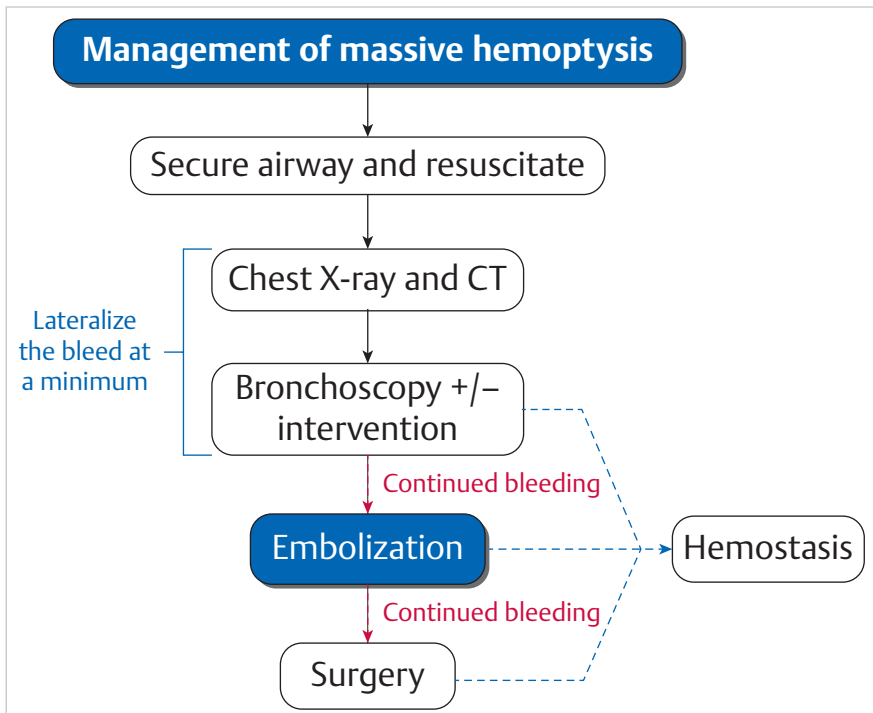 Management of massive hemoptysis
Secure airway and resuscitate
Chest X-ray and CT
Lateralize
the bleed at
a minimum
Bronchoscopy +/–
intervention
Continued bleeding
Embolization
Hemostasis
Continued bleeding
Surgery